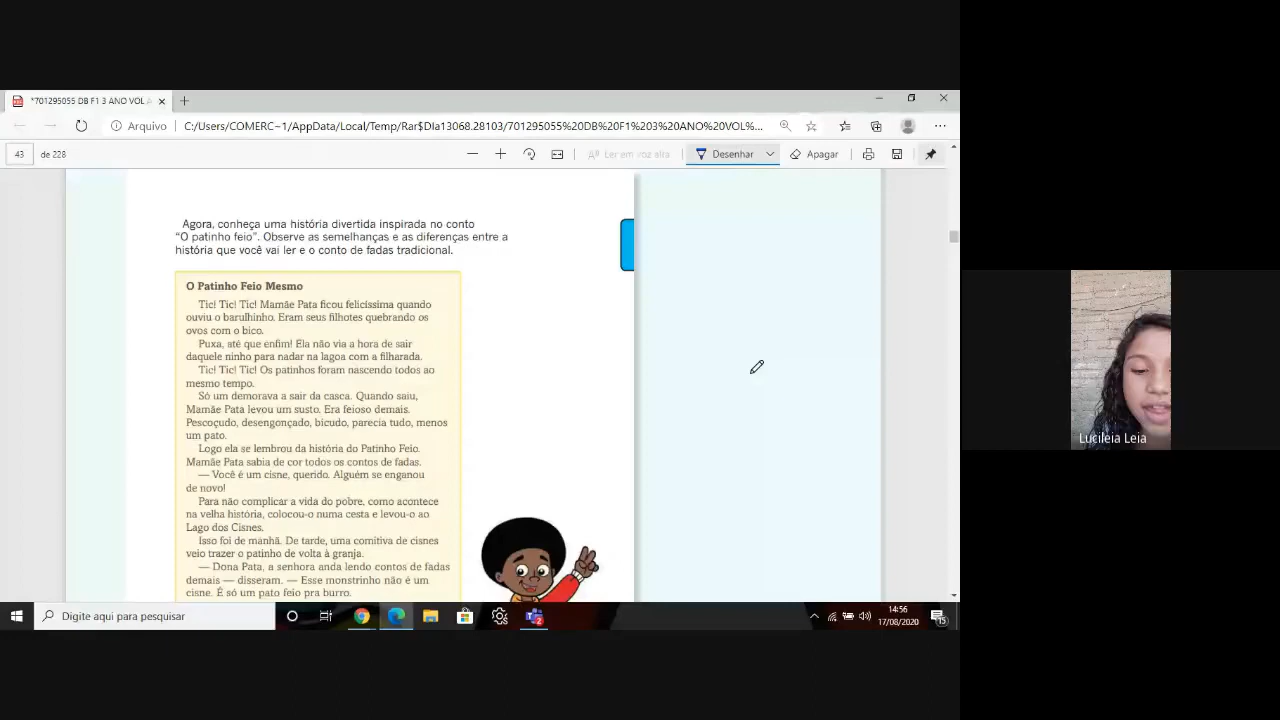 *701295055 DB F1 3 ANO VOL
Arquivo
C:/Users/COMERC~1/AppData/Local/Temp/Rar$DIa13068.28103/701295055%20DB%20F1%203%20ANO%20VOL%...
43 de 228
Ler em voz alta
Desenhar
Apagar
Agora, conheça uma história divertida inspirada no conto
“O patinho feio”. Observe as semelhanças e as diferenças entre a
história que você vai ler e o conto de fadas tradicional.
O Patinho Feio Mesmo
Tic! Tic! Tic! Mamãe Pata ficou felicíssima quando
ouviu o barulhinho. Eram seus filhotes quebrando os
ovos com o bico.
Puxa, até que enfim! Ela não via a hora de sair
daquele ninho para nadar na lagoa com a filharada.
Tic! Tic! Tic! Os patinhos foram nascendo todos ao
mesmo tempo.
Só um demorava a sair da casca. Quando saiu,
Mamãe Pata levou um susto. Era feioso demais.
Pescoçudo, desengonçado, bicudo, parecia tudo, menos
um pato.
Logo ela se lembrou da história do Patinho Feio.
Mamãe Pata sabia de cor todos os contos de fadas.
— Você é um cisne, querido. Alguém se enganou
de novo!
Para não complicar a vida do pobre, como acontece
na velha história, colocou-o numa cesta e levou-o ao
Lago dos Cisnes.
Isso foi de manhã. De tarde, uma comitiva de cisnes
veio trazer o patinho de volta à granja.
— Dona Pata, a senhora anda lendo contos de fadas
demais — disseram. — Esse monstrinho não é um
cisne. É só um pato feio pra burro.
Lucileia Leia
Digite aqui para pesquisar
2
14:56
17/08/2020
15